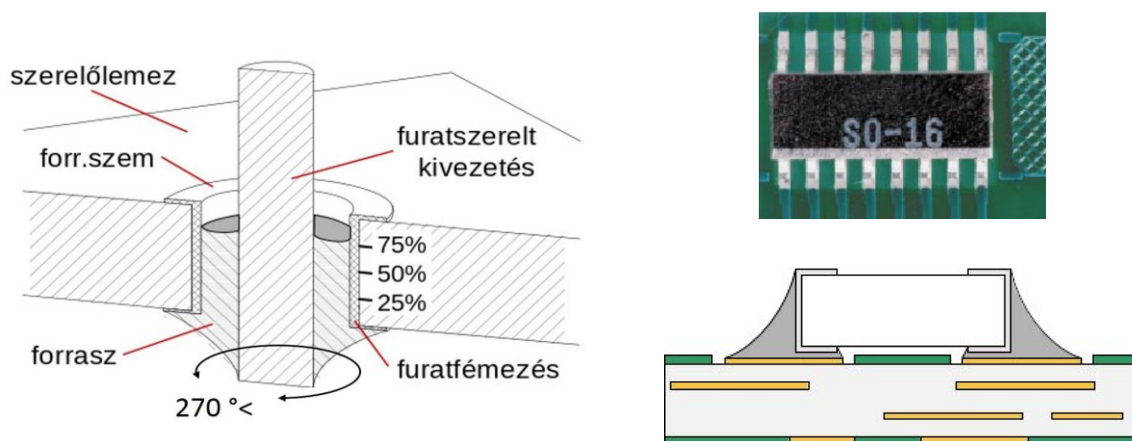 szerelőlemez
forr.szem
furatszerelt
kivezetés
75%
50%
25%
forrasz
furatfémezés
270 °<
SO-16